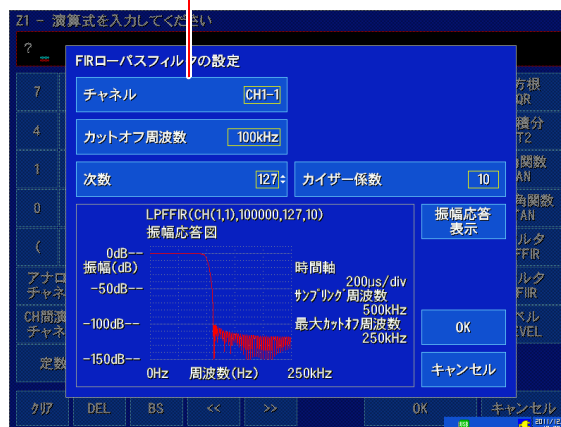 Z1 - 演算式を入力してください
?
FIRローパスフィルタの設定
チャネル CH1-1
カットオフ周波数 100kHz
次数 127 カイザー係数 10
LPFFIR(CH(1,1),100000,127,10)
振幅応答図
振幅応答
表示
0dB--
振幅(dB)
-50dB--
-100dB--
-150dB--
0Hz 周波数(Hz) 250kHz
時間軸
200μs/div
サンプリング周波数
500kHz
最大カットオフ周波数
250kHz
OK
キャンセル
7
4
1
0
(
アナロ
チャネ
CH間演
チャネ
定数
方根
QR
積分
T2
関数
AN
角関数
TAN
ルタ
FFIR
ルタ
FIR
ベル
EVEL
クリア DEL BS << >> OK キャンセル